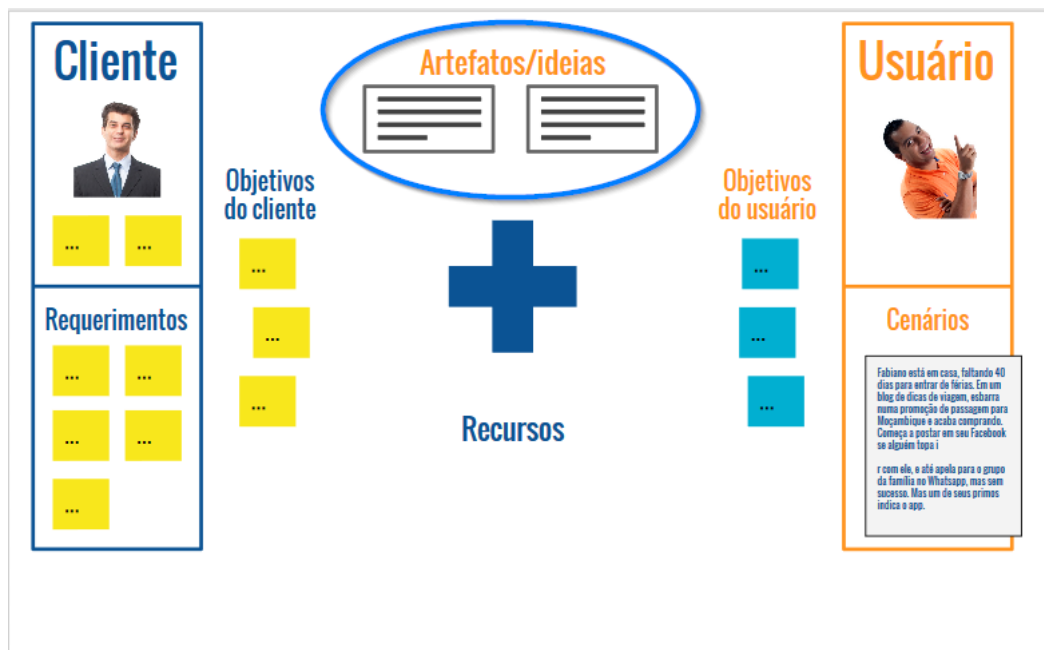 Cliente
...
...
Requerimentos
...
...
...
...
...
Objetivos
do cliente
...
...
...
Artefatos/ideias
Recursos
Objetivos
do usuário
...
...
...
Usuário
Cenários
Fabiano está em casa, faltando 40
dias para entrar de férias. Em um
blog de dicas de viagem, esbarra
numa promoção de passagem para
Moçambique e acaba comprando.
Começa a postar em seu Facebook
se alguém topa i
r com ele, e até apela para o grupo
da família no Whatsapp, mas sem
sucesso. Mas um de seus primos
indica o app.